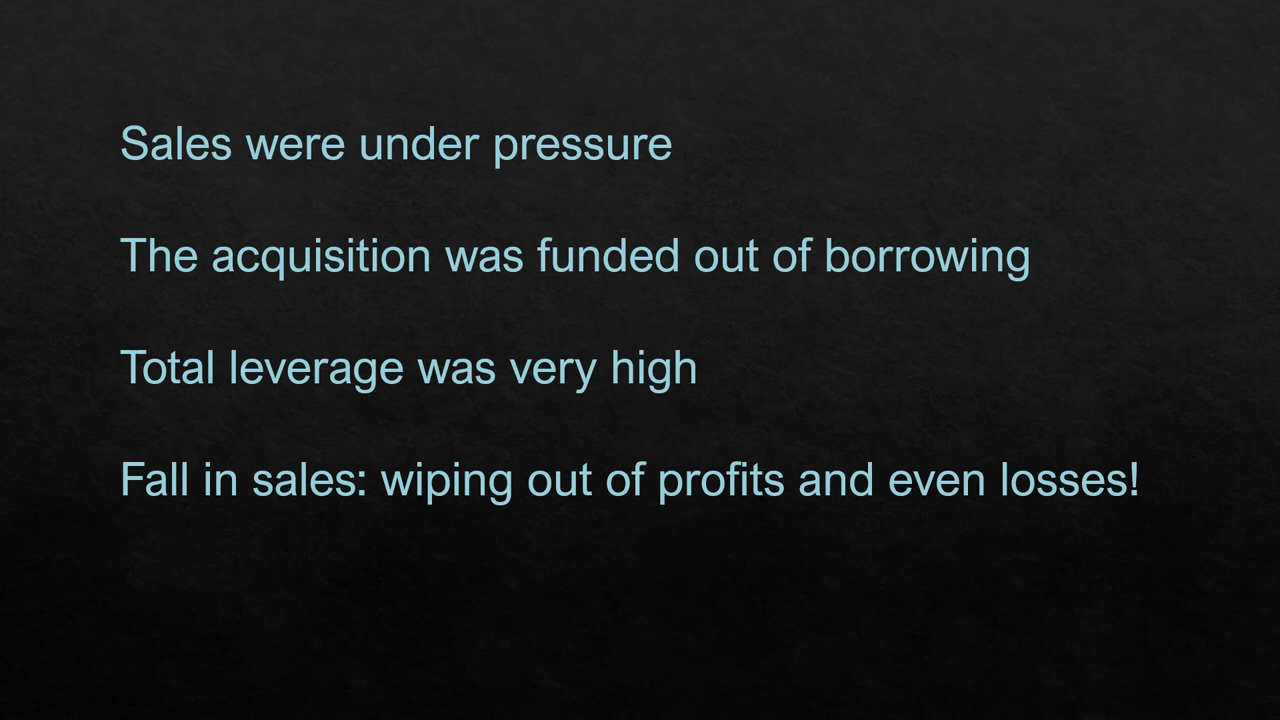 Sales were under pressure
The acquisition was funded out of borrowing
Total leverage was very high
Fall in sales: wiping out of profits and even losses!